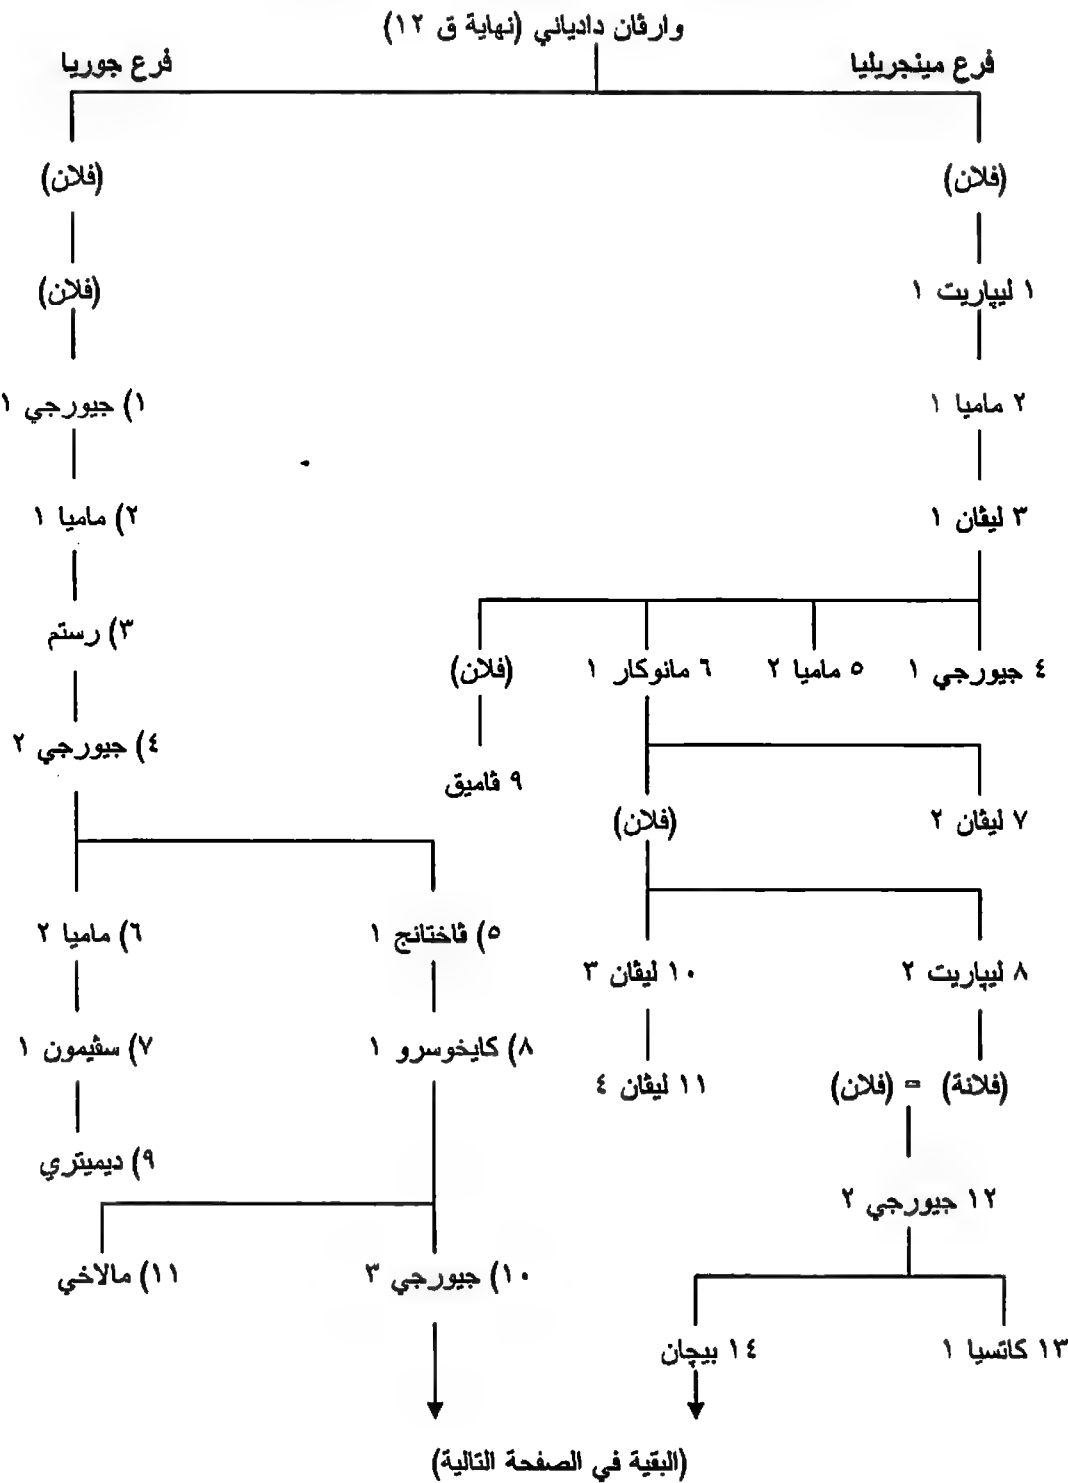 وارڤان دادياني (نهاية ق ١٢)
فرع مينجريليا
فرع جوريا
(فلان)
(فلان)
١ ليپاريت ١
(فلان)
٢ ماميا ١
١) جيورجي ١
٣ ليڤان ١
٢) ماميا ١
٣) رستم
٤ جيورجي ١
٥ ماميا ٢
٦ مانوكار ١
(فلان)
٤) جيورجي ٢
٩ ڤاميق
٧ ليڤان ٢
(فلان)
٥) ڤاختانج ١
٦) ماميا ٢
٨ ليپاريت ٢
١٠ ليڤان ٣
٨) كايخوسرو ١
٧) سڤيمون ١
(فلانة) = (فلان)
١١ ليڤان ٤
٩) ديميتري
١٢ جيورجي ٢
١٠) جيورجي ٣
١١) مالاخي
١٣ كاتسيا ١
١٤ بيچان
(البقية في الصفحة التالية)